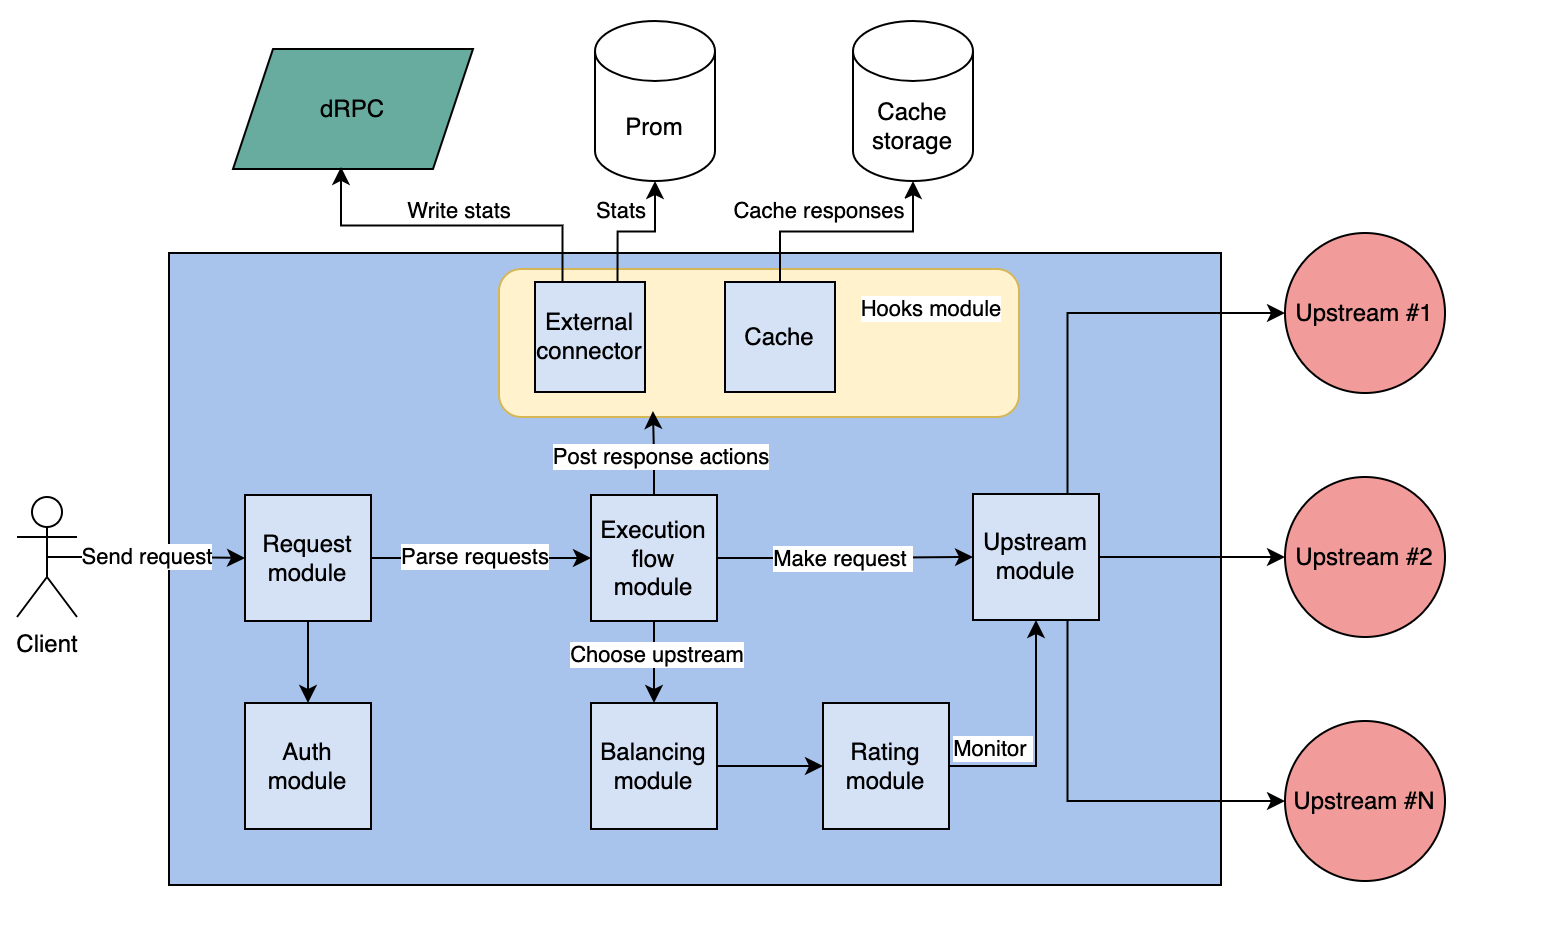 dRPC
Prom
Cache
storage
Write stats
Stats
Cache responses
External
connector
Cache
Hooks module
Upstream #1
Post response actions
Client
Send request
Request
module
Parse requests
Execution
flow
module
Make request
Upstream
module
Upstream #2
Choose upstream
Auth
module
Balancing
module
Rating
module
Monitor
Upstream #N